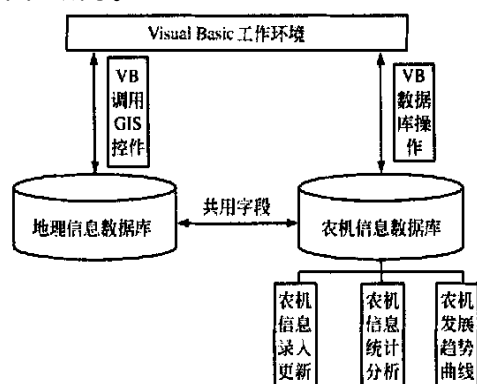 Visual Basic 工作环境
VB
调用
GIS
控件
VB
数据
库操
作
地理信息数据库
共用字段
农机信息数据库
农机
信息
录入
更新
农机
信息
统计
分析
农机
发展
趋势
曲线